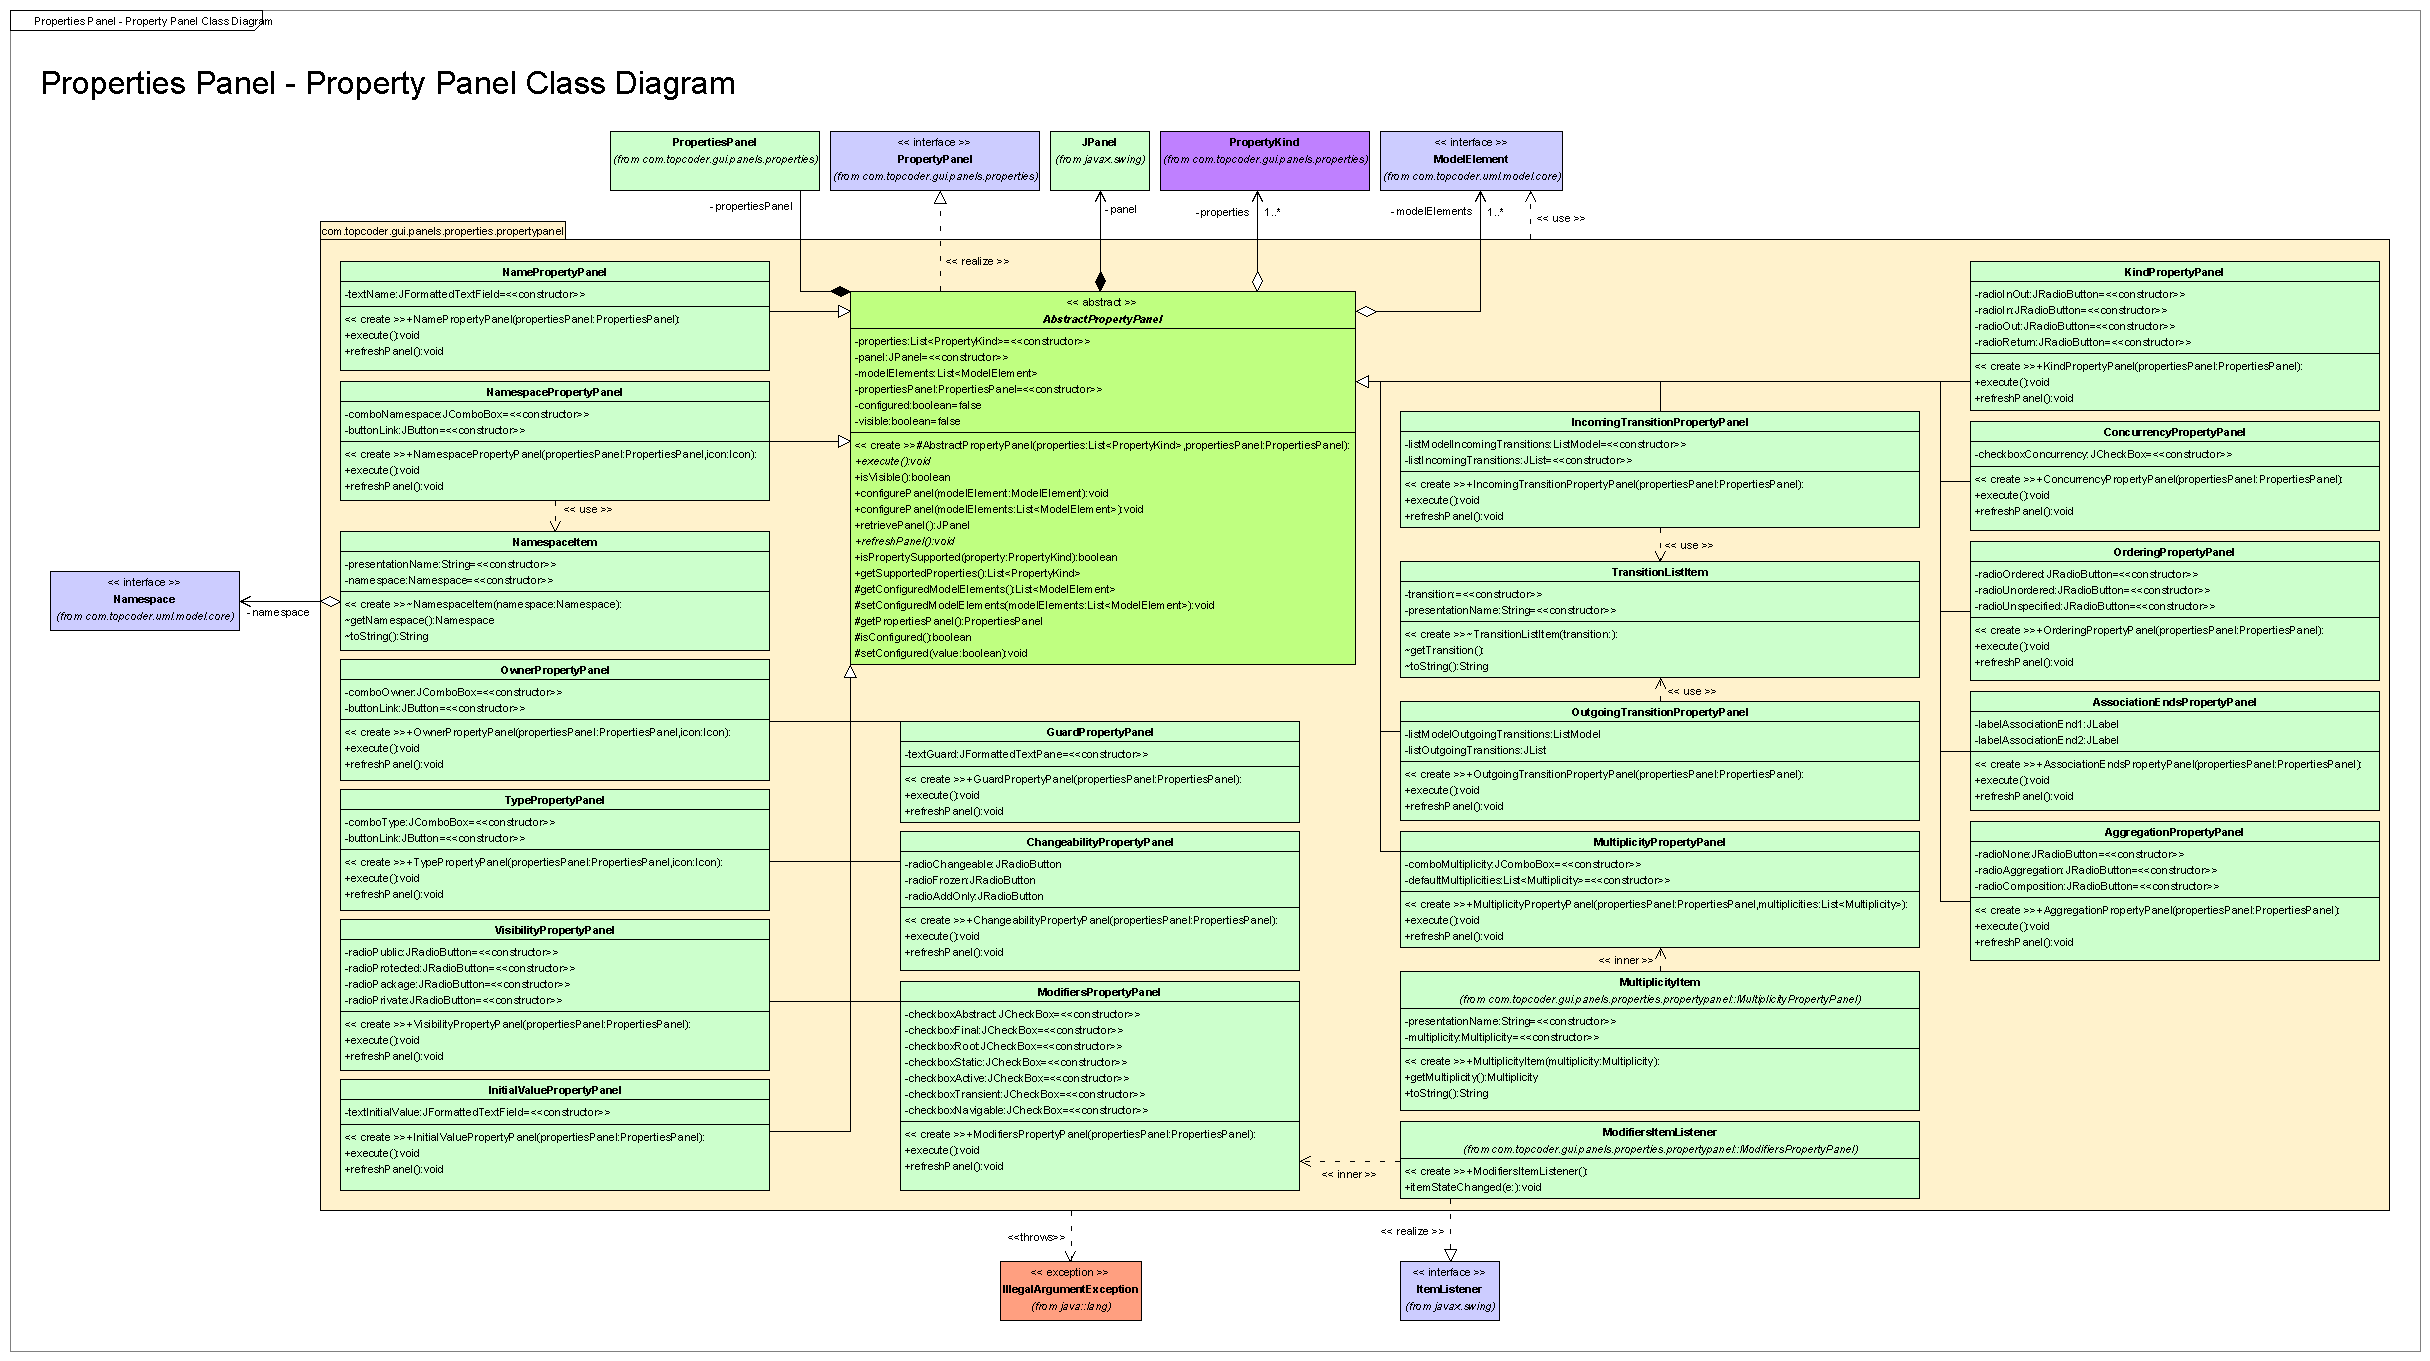 Properties Panel - Property Panel Class Diagram
Properties Panel - Property Panel Class Diagram
PropertiesPanel
(from com.topcoder.gui.panels.properties)
<< interface >>
PropertyPanel
(from com.topcoder.gui.panels.properties)
JPanel
(from javax.swing)
PropertyKind
(from com.topcoder.gui.panels.properties)
<< interface >>
ModelElement
(from com.topcoder.uml.model.core)
-propertiesPanel
<< realize >>
-panel
-properties
1..*
-modelElements
1..*
<< use >>
com.topcoder.gui.panels.properties.propertypanel
NamePropertyPanel
-textName:JFormattedTextField=<<constructor>>
<< create >>+NamePropertyPanel(propertiesPanel:PropertiesPanel):
+execute():void
+refreshPanel():void
NamespacePropertyPanel
-comboNamespace:JComboBox=<<constructor>>
-buttonLink:JButton=<<constructor>>
<< create >>+NamespacePropertyPanel(propertiesPanel:PropertiesPanel,icon:Icon):
+execute():void
+refreshPanel():void
<< use >>
NamespaceItem
-presentationName:String=<<constructor>>
-namespace:Namespace=<<constructor>>
<< create >>~NamespaceItem(namespace:Namespace):
~getNamespace():Namespace
~toString():String
<< interface >>
Namespace
(from com.topcoder.uml.model.core)
-namespace
OwnerPropertyPanel
-comboOwner:JComboBox=<<constructor>>
-buttonLink:JButton=<<constructor>>
<< create >>+OwnerPropertyPanel(propertiesPanel:PropertiesPanel,icon:Icon):
+execute():void
+refreshPanel():void
TypePropertyPanel
-comboType:JComboBox=<<constructor>>
-buttonLink:JButton=<<constructor>>
<< create >>+TypePropertyPanel(propertiesPanel:PropertiesPanel,icon:Icon):
+execute():void
+refreshPanel():void
VisibilityPropertyPanel
-radioPublic:JRadioButton=<<constructor>>
-radioProtected:JRadioButton=<<constructor>>
-radioPackage:JRadioButton=<<constructor>>
-radioPrivate:JRadioButton=<<constructor>>
<< create >>+VisibilityPropertyPanel(propertiesPanel:PropertiesPanel):
+execute():void
+refreshPanel():void
InitialValuePropertyPanel
-textInitialValue:JFormattedTextField=<<constructor>>
<< create >>+InitialValuePropertyPanel(propertiesPanel:PropertiesPanel):
+execute():void
+refreshPanel():void
<< abstract >>
AbstractPropertyPanel
-properties:List<PropertyKind>=<<constructor>>
-panel:JPanel=<<constructor>>
-modelElements:List<ModelElement>
-propertiesPanel:PropertiesPanel=<<constructor>>
-configured:boolean=false
-visible:boolean=false
<< create >>#AbstractPropertyPanel(properties:List<PropertyKind>,propertiesPanel:PropertiesPanel):
+execute():void
+isVisible():boolean
+configurePanel(modelElement:ModelElement):void
+configurePanel(modelElements:List<ModelElement>):void
+retrievePanel():JPanel
+refreshPanel():void
+isPropertySupported(property:PropertyKind):boolean
+getSupportedProperties():List<PropertyKind>
#getConfiguredModelElements():List<ModelElement>
#setConfiguredModelElements(modelElements:List<ModelElement>):void
#getPropertiesPanel():PropertiesPanel
#isConfigured():boolean
#setConfigured(value:boolean):void
GuardPropertyPanel
-textGuard:JFormattedTextPane=<<constructor>>
<< create >>+GuardPropertyPanel(propertiesPanel:PropertiesPanel):
+execute():void
+refreshPanel():void
ChangeabilityPropertyPanel
-radioChangeable:JRadioButton
-radioFrozen:JRadioButton
-radioAddOnly:JRadioButton
<< create >>+ChangeabilityPropertyPanel(propertiesPanel:PropertiesPanel):
+execute():void
+refreshPanel():void
ModifiersPropertyPanel
-checkboxAbstract:JCheckBox=<<constructor>>
-checkboxFinal:JCheckBox=<<constructor>>
-checkboxRoot:JCheckBox=<<constructor>>
-checkboxStatic:JCheckBox=<<constructor>>
-checkboxActive:JCheckBox=<<constructor>>
-checkboxTransient:JCheckBox=<<constructor>>
-checkboxNavigable:JCheckBox=<<constructor>>
<< create >>+ModifiersPropertyPanel(propertiesPanel:PropertiesPanel):
+execute():void
+refreshPanel():void
IncomingTransitionPropertyPanel
-listModelIncomingTransitions:ListModel=<<constructor>>
-listIncomingTransitions:JList=<<constructor>>
<< create >>+IncomingTransitionPropertyPanel(propertiesPanel:PropertiesPanel):
+execute():void
+refreshPanel():void
<< use >>
TransitionListItem
-transition:=<<constructor>>
-presentationName:String=<<constructor>>
<< create >>~TransitionListItem(transition:):
~getTransition():
~toString():String
<< use >>
OutgoingTransitionPropertyPanel
-listModelOutgoingTransitions:ListModel
-listOutgoingTransitions:JList
<< create >>+OutgoingTransitionPropertyPanel(propertiesPanel:PropertiesPanel):
+execute():void
+refreshPanel():void
MultiplicityPropertyPanel
-comboMultiplicity:JComboBox=<<constructor>>
-defaultMultiplicities:List<Multiplicity>=<<constructor>>
<< create >>+MultiplicityPropertyPanel(propertiesPanel:PropertiesPanel,multiplicities:List<Multiplicity>):
+execute():void
+refreshPanel():void
<< inner >>
MultiplicityItem
(from com.topcoder.gui.panels.properties.propertypanel::MultiplicityPropertyPanel)
-presentationName:String=<<constructor>>
-multiplicity:Multiplicity=<<constructor>>
<< create >>+MultiplicityItem(multiplicity:Multiplicity):
+getMultiplicity():Multiplicity
+toString():String
ModifiersItemListener
(from com.topcoder.gui.panels.properties.propertypanel::ModifiersPropertyPanel)
<< create >>+ModifiersItemListener():
+itemStateChanged(e:):void
<< inner >>
KindPropertyPanel
-radioInOut:JRadioButton=<<constructor>>
-radioIn:JRadioButton=<<constructor>>
-radioOut:JRadioButton=<<constructor>>
-radioReturn:JRadioButton=<<constructor>>
<< create >>+KindPropertyPanel(propertiesPanel:PropertiesPanel):
+execute():void
+refreshPanel():void
ConcurrencyPropertyPanel
-checkboxConcurrency:JCheckBox=<<constructor>>
<< create >>+ConcurrencyPropertyPanel(propertiesPanel:PropertiesPanel):
+execute():void
+refreshPanel():void
OrderingPropertyPanel
-radioOrdered:JRadioButton=<<constructor>>
-radioUnordered:JRadioButton=<<constructor>>
-radioUnspecified:JRadioButton=<<constructor>>
<< create >>+OrderingPropertyPanel(propertiesPanel:PropertiesPanel):
+execute():void
+refreshPanel():void
AssociationEndsPropertyPanel
-labelAssociationEnd1:JLabel
-labelAssociationEnd2:JLabel
<< create >>+AssociationEndsPropertyPanel(propertiesPanel:PropertiesPanel):
+execute():void
+refreshPanel():void
AggregationPropertyPanel
-radioNone:JRadioButton=<<constructor>>
-radioAggregation:JRadioButton=<<constructor>>
-radioComposition:JRadioButton=<<constructor>>
<< create >>+AggregationPropertyPanel(propertiesPanel:PropertiesPanel):
+execute():void
+refreshPanel():void
<<throws>>
<< exception >>
IllegalArgumentException
(from java::lang)
<< realize >>
<< interface >>
ItemListener
(from javax.swing)